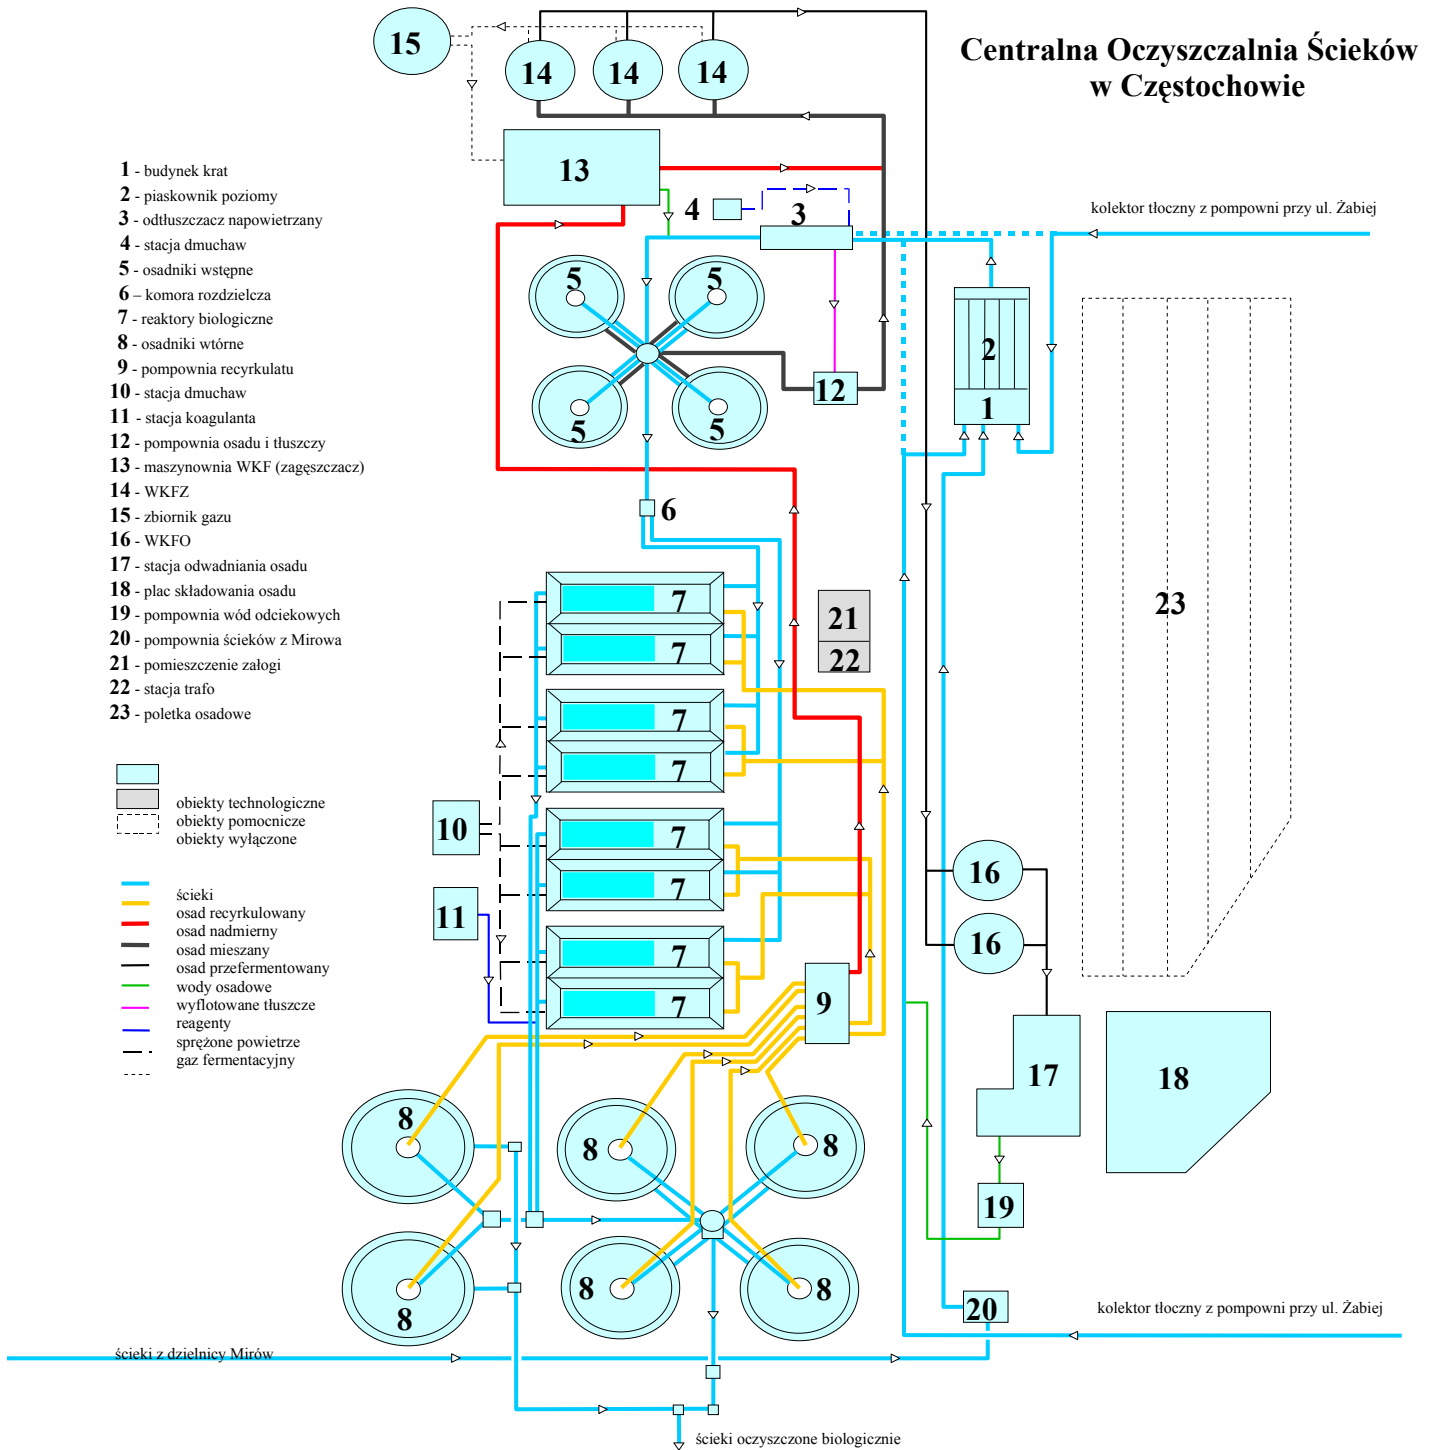 Centralna Oczyszczalnia Ścieków
w Częstochowie
15
14
14
14
13
4
3
kolektor tłoczny z pompowni przy ul. Żabiej
1 - budynek krat
2 - piaskownik poziomy
3 - odtłuszczacz napowietrzany
4 - stacja dmuchaw
5 - osadniki wstępne
6 – komora rozdzielcza
7 - reaktory biologiczne
8 - osadniki wtórne
9 - pompownia recyrkulatu
10 - stacja dmuchaw
11 - stacja koagulanta
12 - pompownia osadu i tłuszczy
13 - maszynownia WKF (zagęszczacz)
14 - WKFZ
15 - zbiornik gazu
16 - WKFO
17 - stacja odwadniania osadu
18 - plac składowania osadu
19 - pompownia wód odciekowych
20 - pompownia ścieków z Mirowa
21 - pomieszczenie załogi
22 - stacja trafo
23 - poletka osadowe
obiekty technologiczne
obiekty pomocnicze
obiekty wyłączone
ścieki
osad recyrkulowany
osad nadmierny
osad mieszany
osad przefermentowany
wody osadowe
wyflotowane tłuszcze
reagenty
sprężone powietrze
gaz fermentacyjny
5
5
5
5
2
1
12
6
7
7
7
7
7
7
7
7
21
22
23
10
11
16
16
9
17
18
19
20
8
8
8
8
8
8
kolektor tłoczny z pompowni przy ul. Żabiej
ścieki z dzielnicy Mirów
ścieki oczyszczone biologicznie